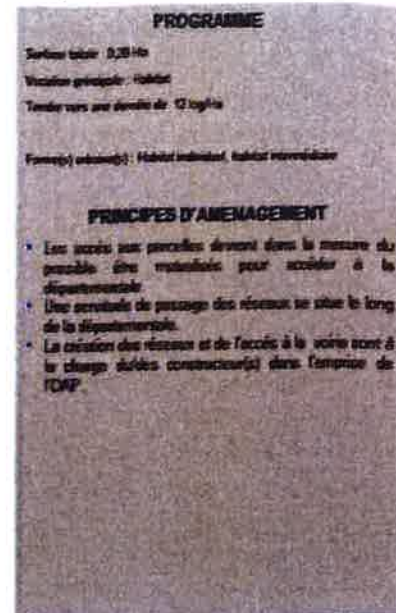 PROGRAMME
Surface totale : 0,28 Ha
Vocation principale : Habitat
Tendre vers une densité de 12 log/Ha
Forme(s) urbaine(s) : Habitat individuel, habitat intermédiaire
PRINCIPES D'AMENAGEMENT
• Les accès aux parcelles devront dans la mesure du
possible être mutualisés pour accéder à la
départementale.
• Une servitude de passage des réseaux se situe le long
de la départementale.
• La création des réseaux et de l'accès à la voirie sont à
la charge du/des constructeur(s) dans l'emprise de
l'OAP.